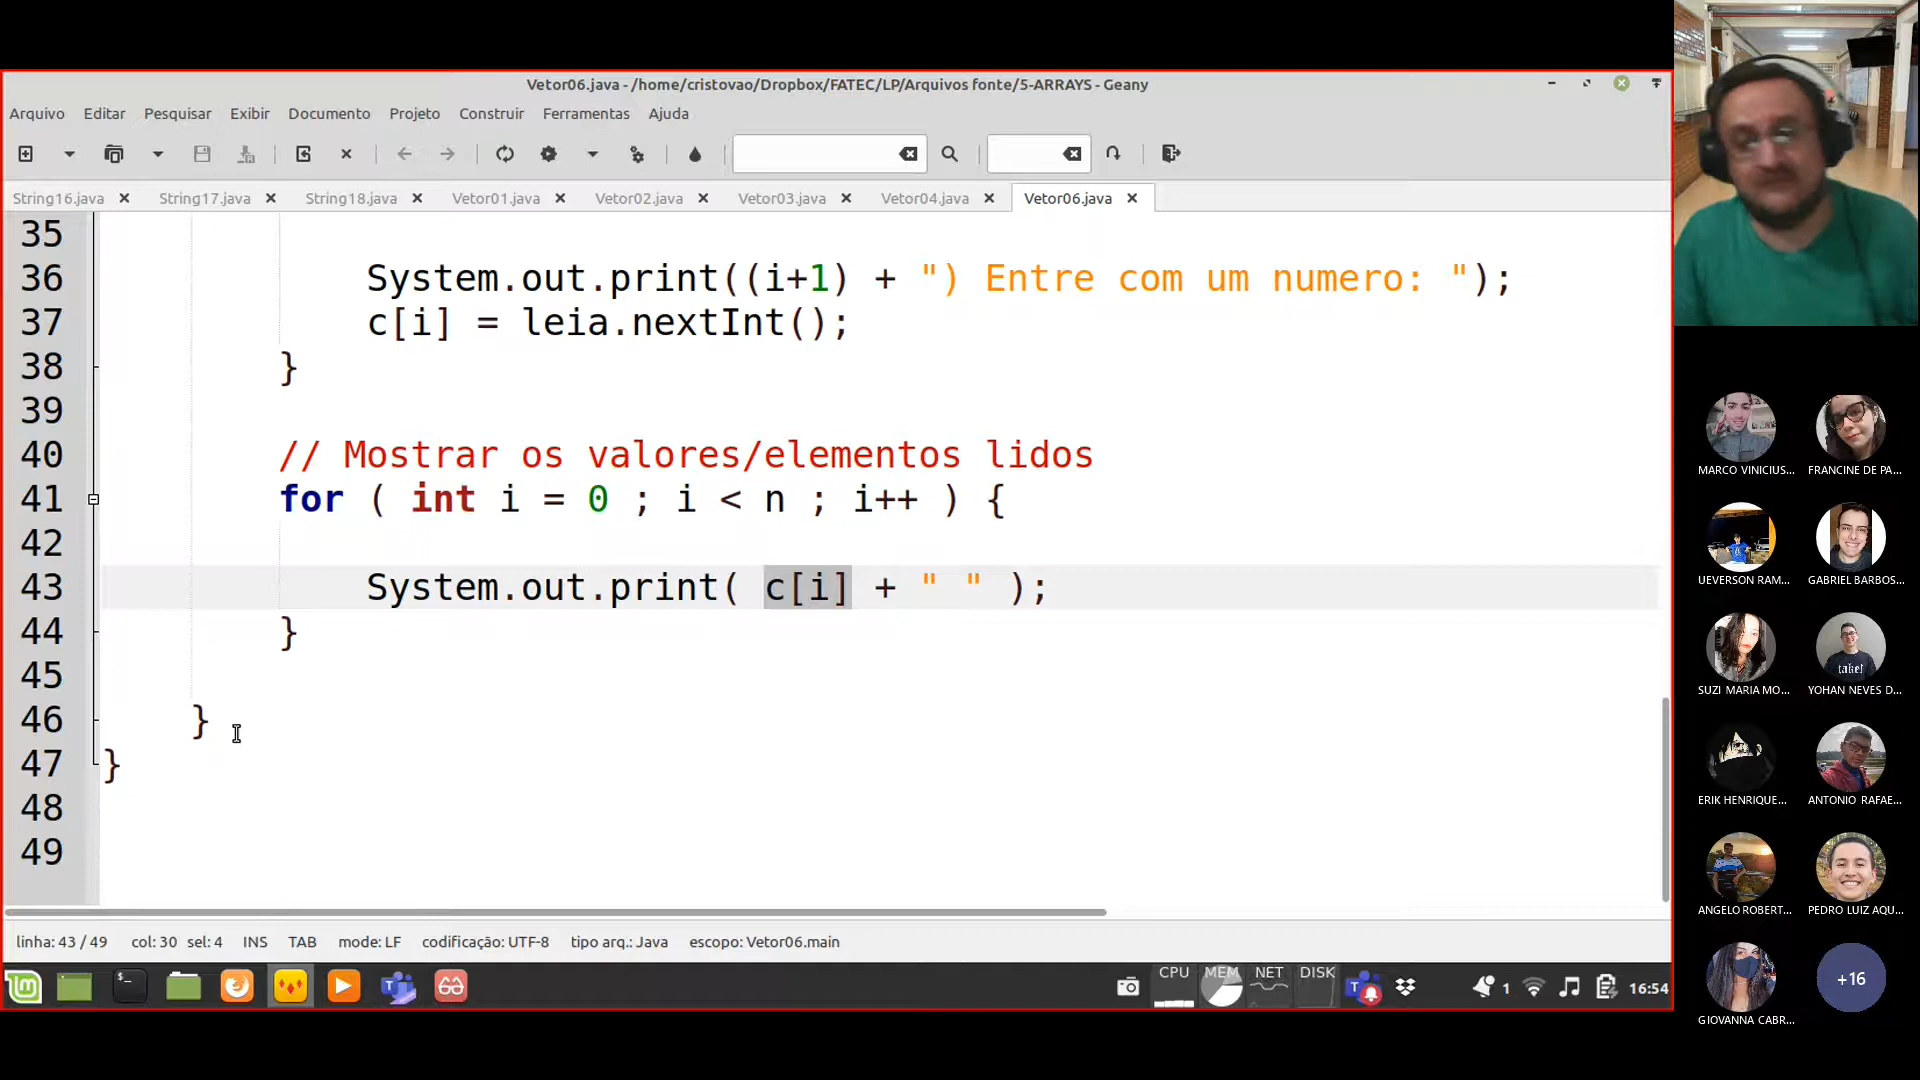 Vetor06.java - /home/cristovao/Dropbox/FATEC/LP/Arquivos fonte/5-ARRAYS - Geany
Arquivo Editar Pesquisar Exibir Documento Projeto Construir Ferramentas Ajuda
String16.java String17.java String18.java Vetor01.java Vetor02.java Vetor03.java Vetor04.java Vetor06.java
35
36 System.out.print((i+1) + ") Entre com um numero: ");
37 c[i] = leia.nextInt();
38 }
39
40 // Mostrar os valores/elementos lidos
41 for ( int i = 0 ; i < n ; i++ ) {
42
43 System.out.print( c[i] + " " );
44 }
45
46 }
47 }
48
49
linha: 43 / 49 col: 30 sel: 4 INS TAB mode: LF codificação: UTF-8 tipo arq.: Java escopo: Vetor06.main
CPU MEM NET DISK 1 16:54
MARCO VINICIUS... FRANCINE DE PA...
UEVERSON RAM... GABRIEL BARBOS...
takel
SUZI MARIA MO... YOHAN NEVES D...
ERIK HENRIQUE... ANTONIO RAFAE...
ANGELO ROBERT... PEDRO LUIZ AQU...
+16
GIOVANNA CABR...